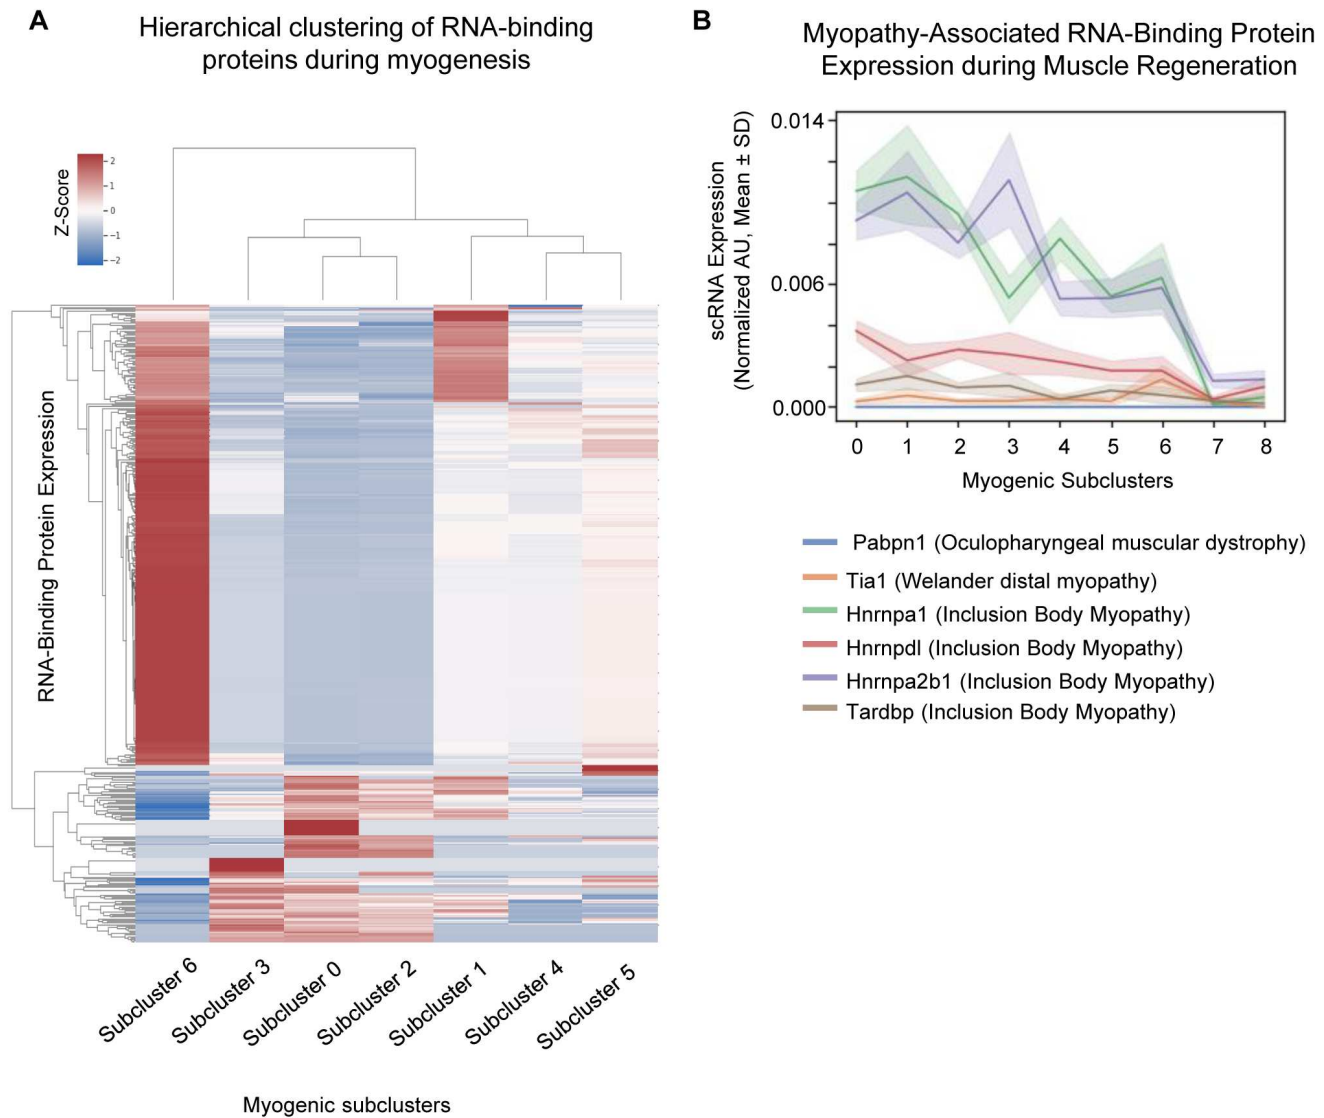 A
Hierarchical clustering of RNA-binding
proteins during myogenesis
Z-Score
2
1
0
−1
−2
RNA-Binding Protein Expression
Subcluster 6
Subcluster 3
Subcluster 0
Subcluster 2
Subcluster 1
Subcluster 4
Subcluster 5
Myogenic subclusters
B
Myopathy-Associated RNA-Binding Protein
Expression during Muscle Regeneration
scRNA Expression
(Normalized AU, Mean ± SD)
0.014
0.006
0.000
0 1 2 3 4 5 6 7 8
Myogenic Subclusters
Pabpn1 (Oculopharyngeal muscular dystrophy)
Tia1 (Welander distal myopathy)
Hnrnpa1 (Inclusion Body Myopathy)
Hnrnpdl (Inclusion Body Myopathy)
Hnrnpa2b1 (Inclusion Body Myopathy)
Tardbp (Inclusion Body Myopathy)